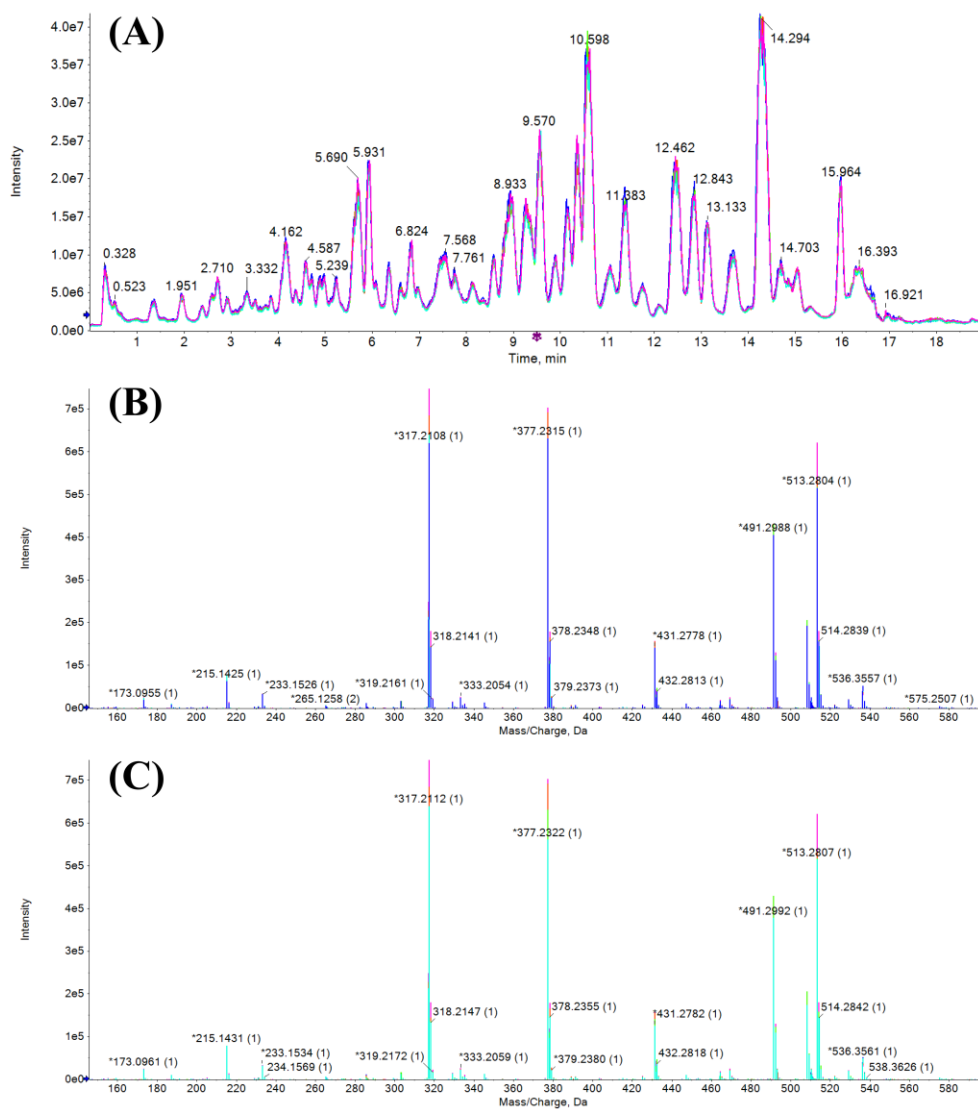 (A)
4.0e7
3.5e7
3.0e7
2.5e7
2.0e7
1.5e7
1.0e7
5.0e6
0.0e0
Intensity
0.328
0.523
1.951
2.710
3.332
4.162
4.587
5.239
5.690
5.931
6.824
7.568
7.761
8.933
9.570
10.598
11.383
12.462
12.843
13.133
14.294
14.703
15.964
16.393
16.921
1 2 3 4 5 6 7 8 9 10 11 12 13 14 15 16 17 18
Time, min
(B)
7e5
6e5
5e5
4e5
3e5
2e5
1e5
0e0
Intensity
*173.0955 (1)
*215.1425 (1)
*233.1526 (1)
*265.1258 (2)
*317.2108 (1)
318.2141 (1)
*319.2161 (1)
*333.2054 (1)
*377.2315 (1)
378.2348 (1)
379.2373 (1)
*431.2778 (1)
432.2813 (1)
*491.2988 (1)
*513.2804 (1)
514.2839 (1)
*536.3557 (1)
*575.2507 (1)
160 180 200 220 240 260 280 300 320 340 360 380 400 420 440 460 480 500 520 540 560 580
Mass/Charge, Da
(C)
7e5
6e5
5e5
4e5
3e5
2e5
1e5
0e0
Intensity
*173.0961 (1)
*215.1431 (1)
*233.1534 (1)
234.1569 (1)
*317.2112 (1)
318.2147 (1)
*319.2172 (1)
*333.2059 (1)
*377.2322 (1)
*378.2355 (1)
*379.2380 (1)
*431.2782 (1)
432.2818 (1)
*491.2992 (1)
*513.2807 (1)
514.2842 (1)
*536.3561 (1)
538.3626 (1)
160 180 200 220 240 260 280 300 320 340 360 380 400 420 440 460 480 500 520 540 560 580
Mass/Charge, Da